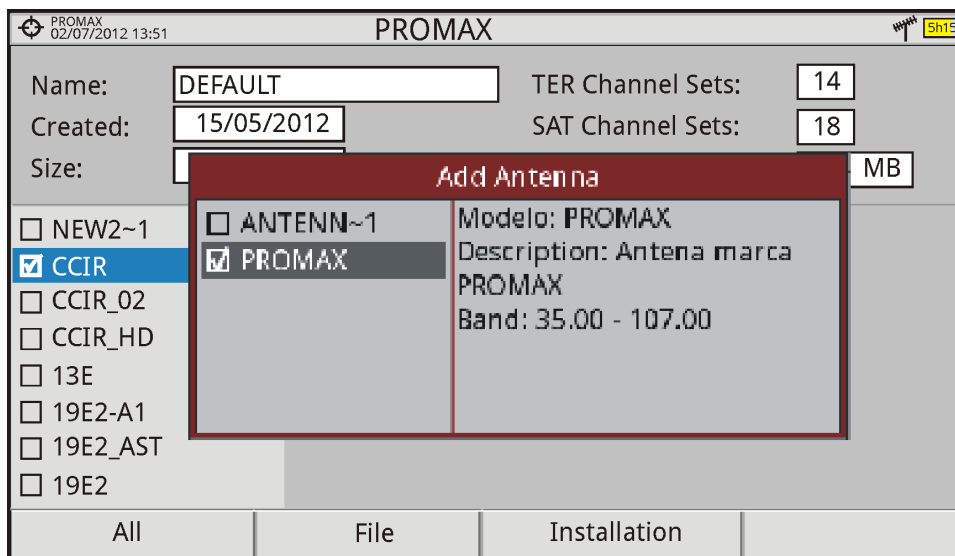 PROMAX
02/07/2012 13:51
PROMAX
5h15
Name:
DEFAULT
TER Channel Sets:
14
Created:
15/05/2012
SAT Channel Sets:
18
Size:
MB
Add Antenna
ANTENN~1
PROMAX
Modelo: PROMAX
Description: Antena marca
PROMAX
Band: 35.00 - 107.00
NEW2~1
CCIR
CCIR_02
CCIR_HD
13E
19E2-A1
19E2_AST
19E2
All
File
Installation